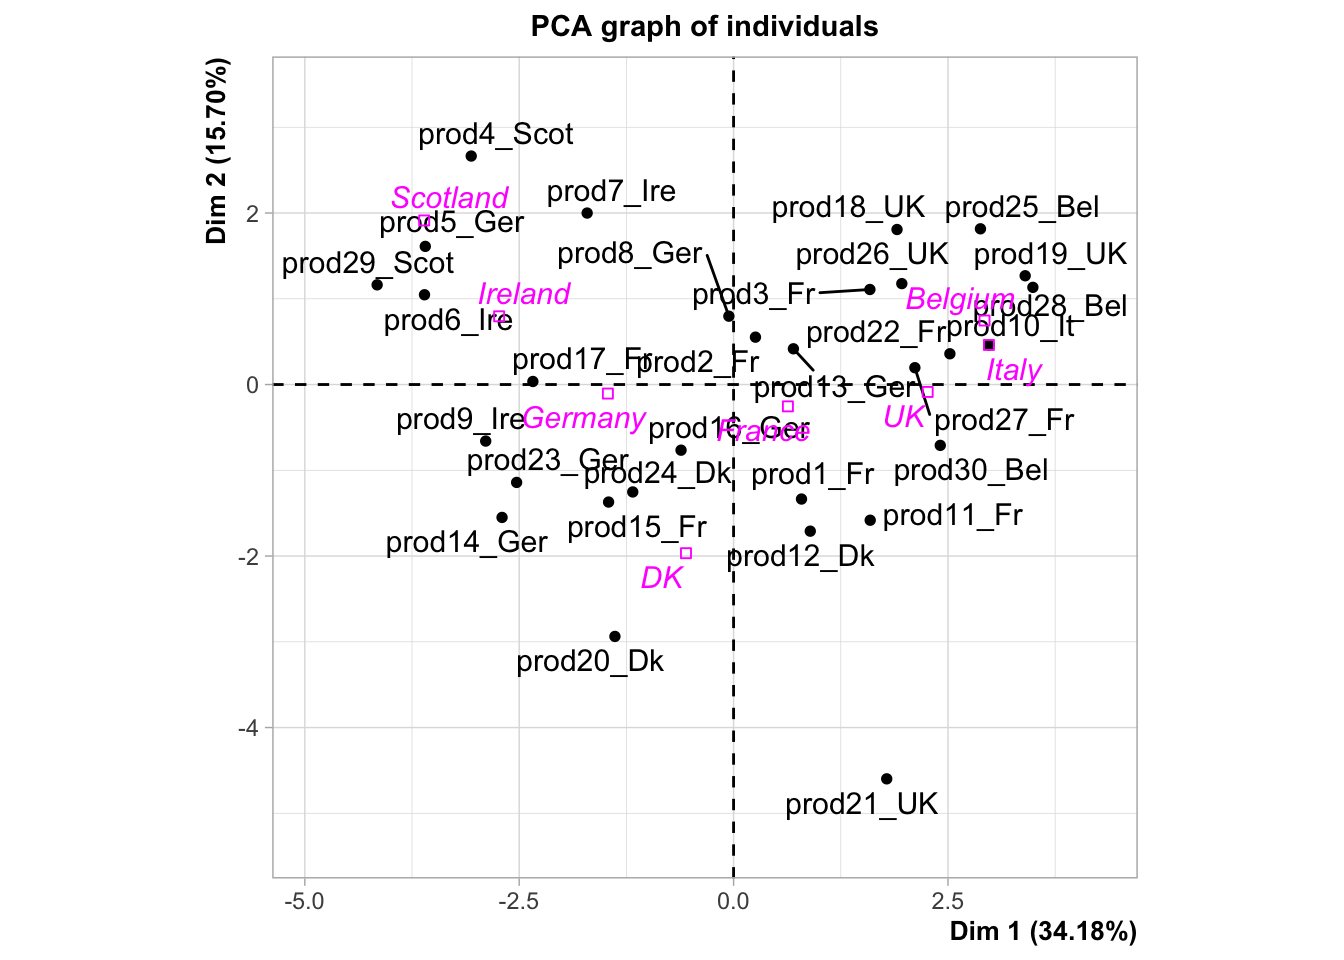 PCA graph of individuals
Dim 2 (15.70%)
prod4_Scot
Scotland
prod7_Ire
prod5_Ger
prod18_UK
prod25_Bel
2
prod8_Ger
prod26_UK
prod19_UK
prod29_Scot
Ireland
prod3_Fr
Belgium
prod28_Bel
prod6_Ire
prod22_Fr
prod10_It
prod17_Fr
prod2_Fr
Italy
0
prod13_Ger
prod9_Ire
Germany
prod16_Ger
France
UK
prod27_Fr
prod23_Ger
prod24_Dk
prod1_Fr
prod30_Bel
prod15_Fr
prod11_Fr
prod14_Ger
prod12_Dk
-2
DK
prod20_Dk
-4
prod21_UK
-5.0
-2.5
0.0
2.5
Dim 1 (34.18%)